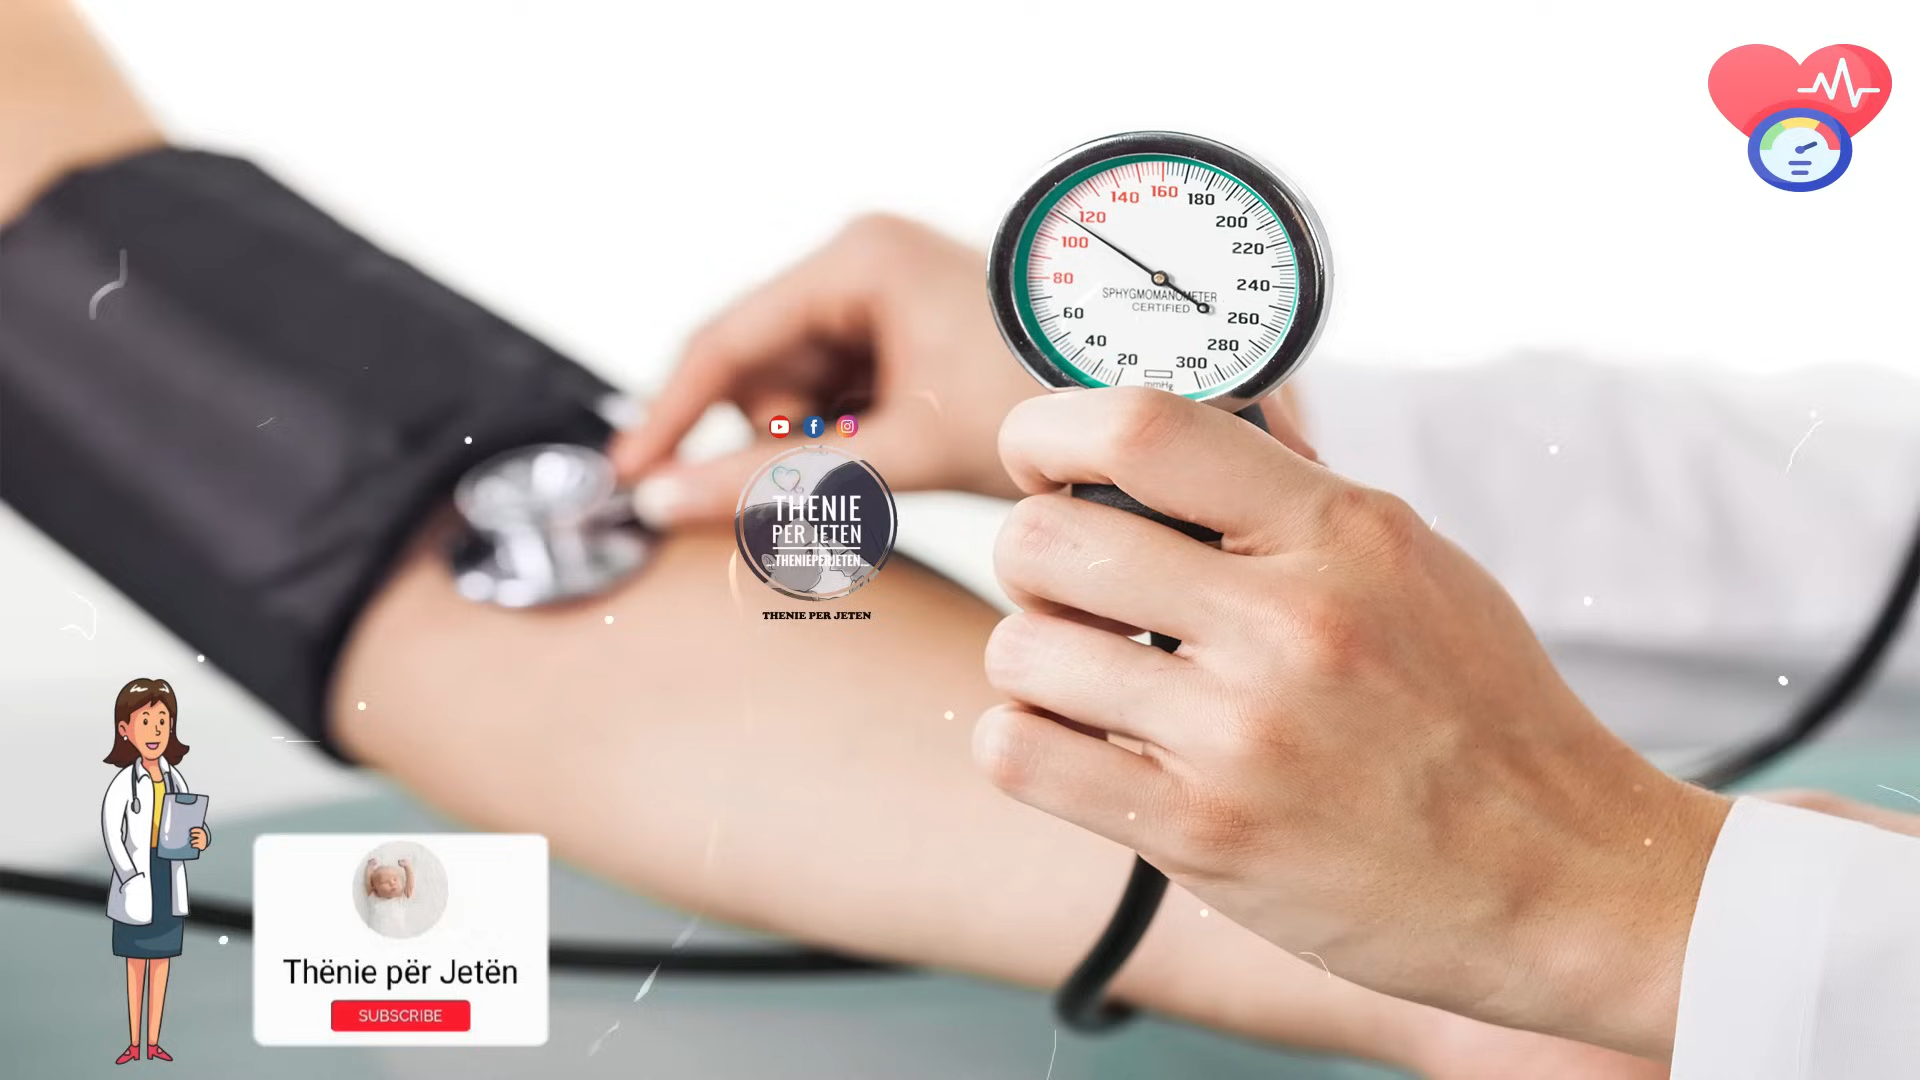 160
140
180
120
200
100
220
80
240
SPHYGMOMANOMETER
CERTIFIED
60
260
40
280
20
300
mmHg
THENIE
PER JETEN
...THENIEPERJETEN...
THENIE PER JETEN
Thënie për Jetën
SUBSCRIBE